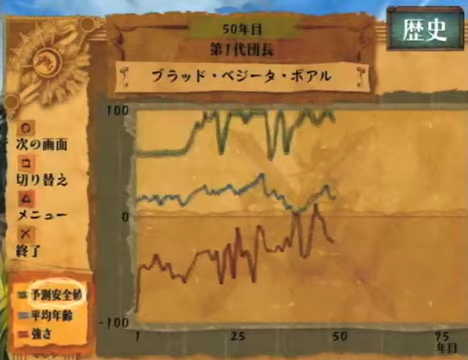 50年目
第1代団長
ブラッド・ベジータ・ボアル
歴史
次の画面
切り替え
メニュー
終了
予測安全値
平均年齢
強さ
100
0
-100
1 25 50 75
年目